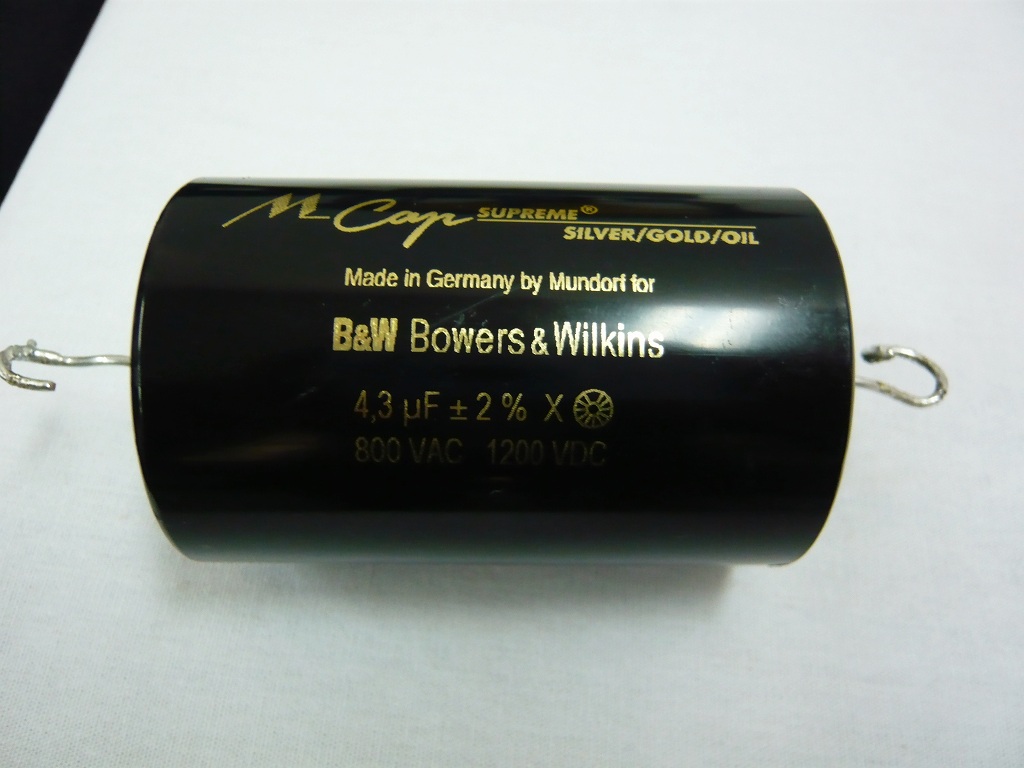 M Cap SUPREME®
SILVER/GOLD/OIL
Made in Germany by Mundorf for
B&W Bowers & Wilkins
4,3 µF ± 2 % X
800 VAC 1200 VDC